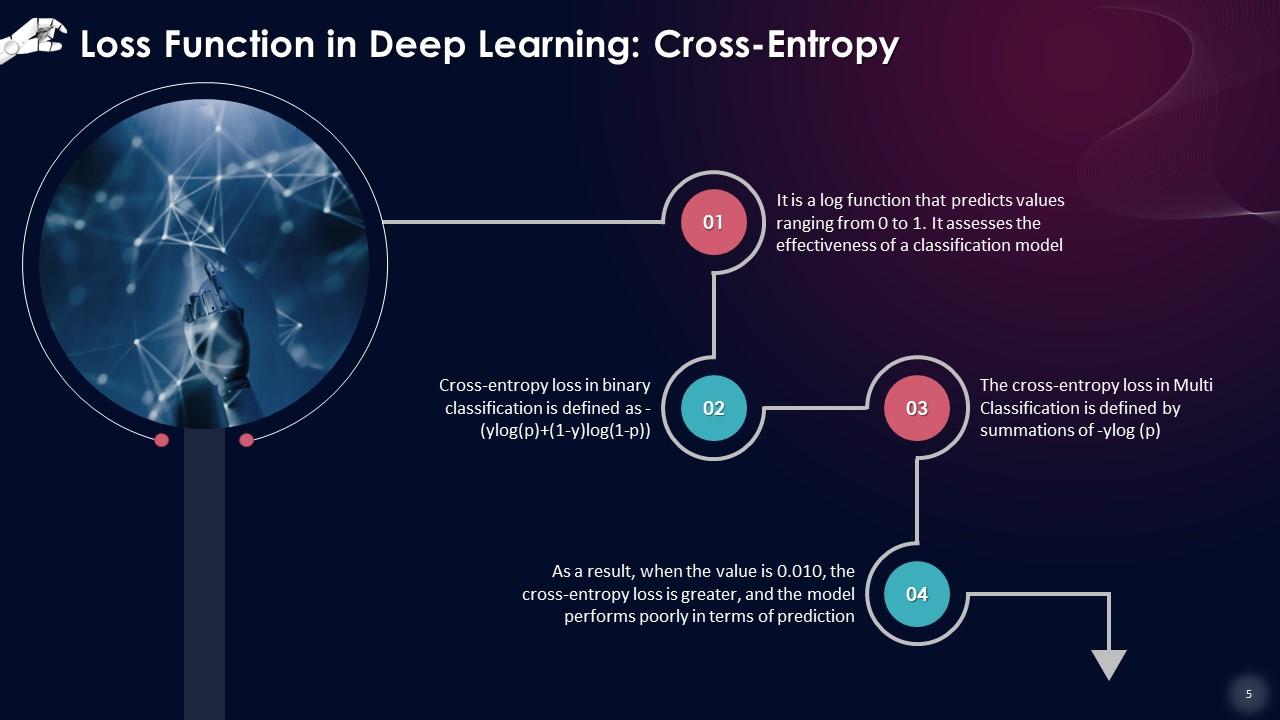 Loss Function in Deep Learning: Cross-Entropy
01
It is a log function that predicts values
ranging from 0 to 1. It assesses the
effectiveness of a classification model
Cross-entropy loss in binary
classification is defined as -
(ylog(p)+(1-y)log(1-p))
02
03
The cross-entropy loss in Multi
Classification is defined by
summations of -ylog (p)
As a result, when the value is 0.010, the
cross-entropy loss is greater, and the model
performs poorly in terms of prediction
04
5